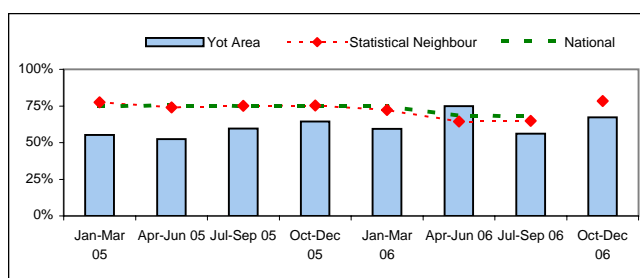 Yot Area Statistical Neighbour National
100%
75%
50%
25%
0%
Jan-Mar Apr-Jun 05 Jul-Sep 05 Oct-Dec Jan-Mar Apr-Jun 06 Jul-Sep 06 Oct-Dec
05 05 06 06